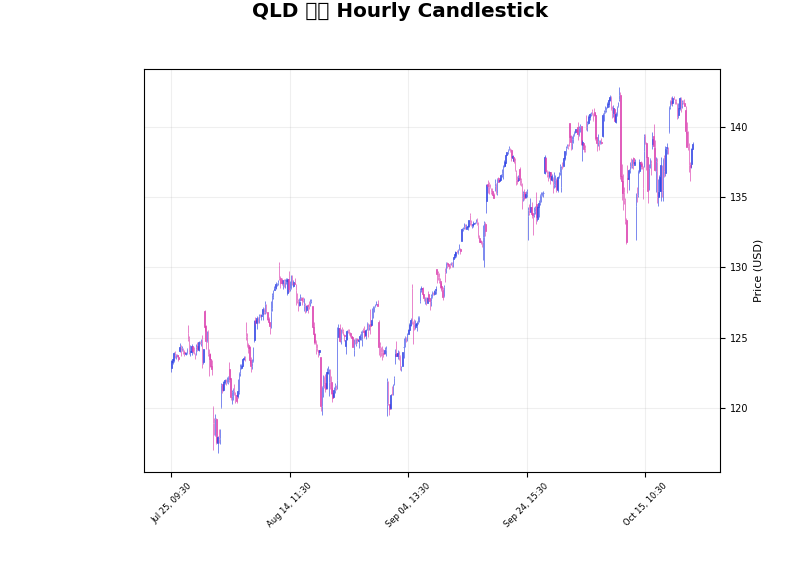 QLD Hourly Candlestick
140
135
130
125
120
Price (USD)
Jul 25, 09:30
Aug 14, 11:30
Sep 04, 13:30
Sep 24, 15:30
Oct 15, 10:30